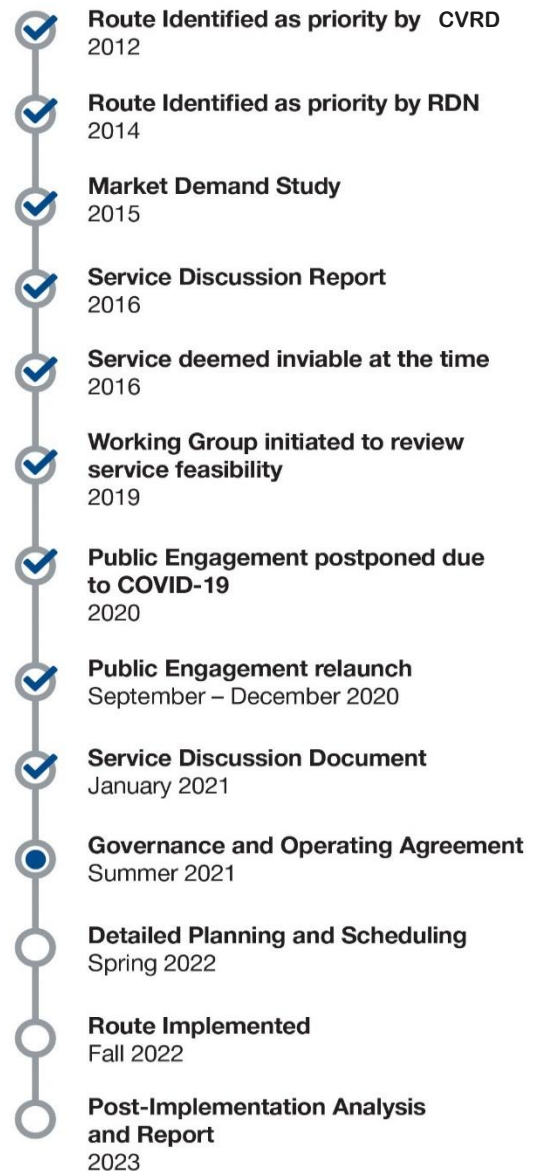 Route Identified as priority by CVRD
2012
Route Identified as priority by RDN
2014
Market Demand Study
2015
Service Discussion Report
2016
Service deemed inviable at the time
2016
Working Group initiated to review
service feasibility
2019
Public Engagement postponed due
to COVID-19
2020
Public Engagement relaunch
September – December 2020
Service Discussion Document
January 2021
Governance and Operating Agreement
Summer 2021
Detailed Planning and Scheduling
Spring 2022
Route Implemented
Fall 2022
Post-Implementation Analysis
and Report
2023